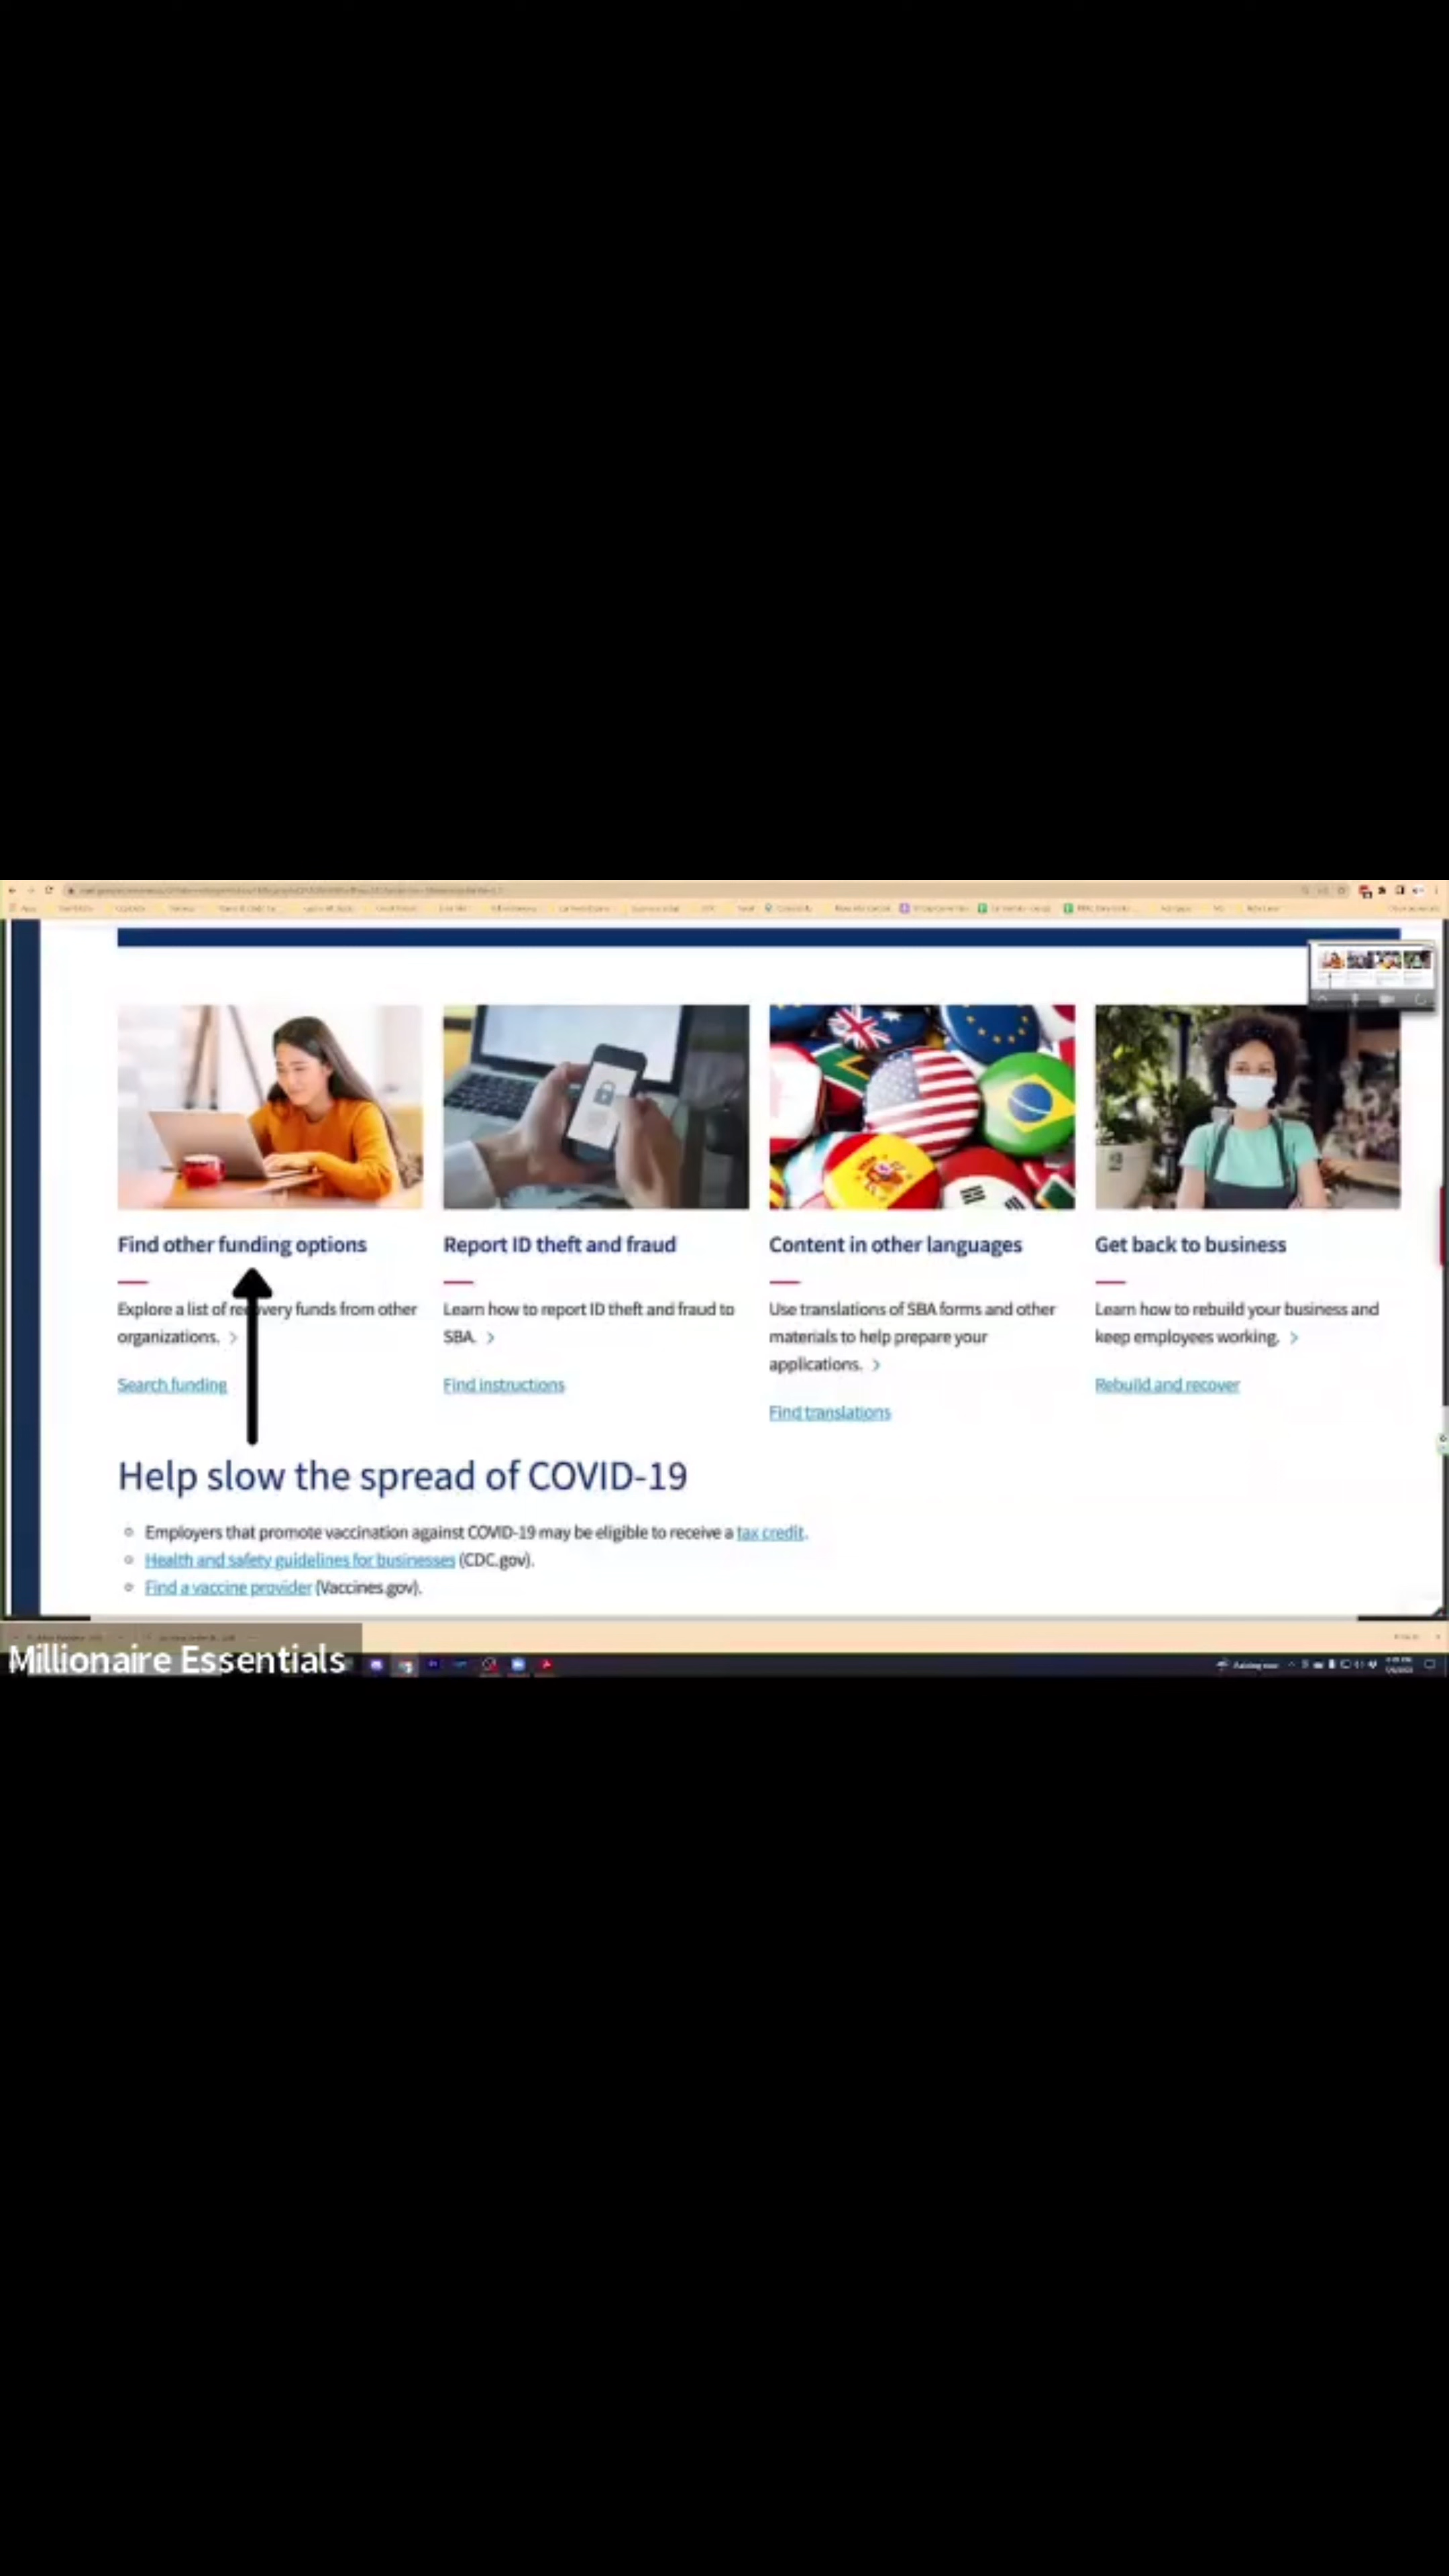 Find other funding options
Explore a list of recovery funds from other
organizations.
Search funding
Report ID theft and fraud
Learn how to report ID theft and fraud to
SBA.
Find instructions
Content in other languages
Use translations of SBA forms and other
materials to help prepare your
applications.
Find translations
Get back to business
Learn how to rebuild your business and
keep employees working.
Rebuild and recover
Help slow the spread of COVID-19
Employers that promote vaccination against COVID-19 may be eligible to receive a tax credit.
Health and safety guidelines for businesses (CDC.gov).
Find a vaccine provider (Vaccines.gov).
Millionaire Essentials